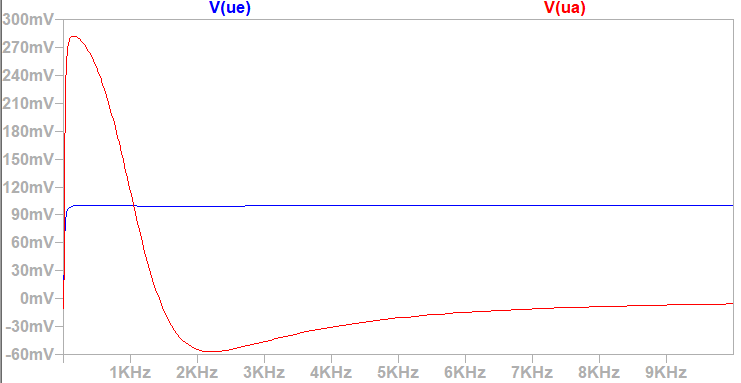 V(ue) V(ua)
300mV
270mV
240mV
210mV
180mV
150mV
120mV
90mV
60mV
30mV
0mV
-30mV
-60mV
1KHz 2KHz 3KHz 4KHz 5KHz 6KHz 7KHz 8KHz 9KHz